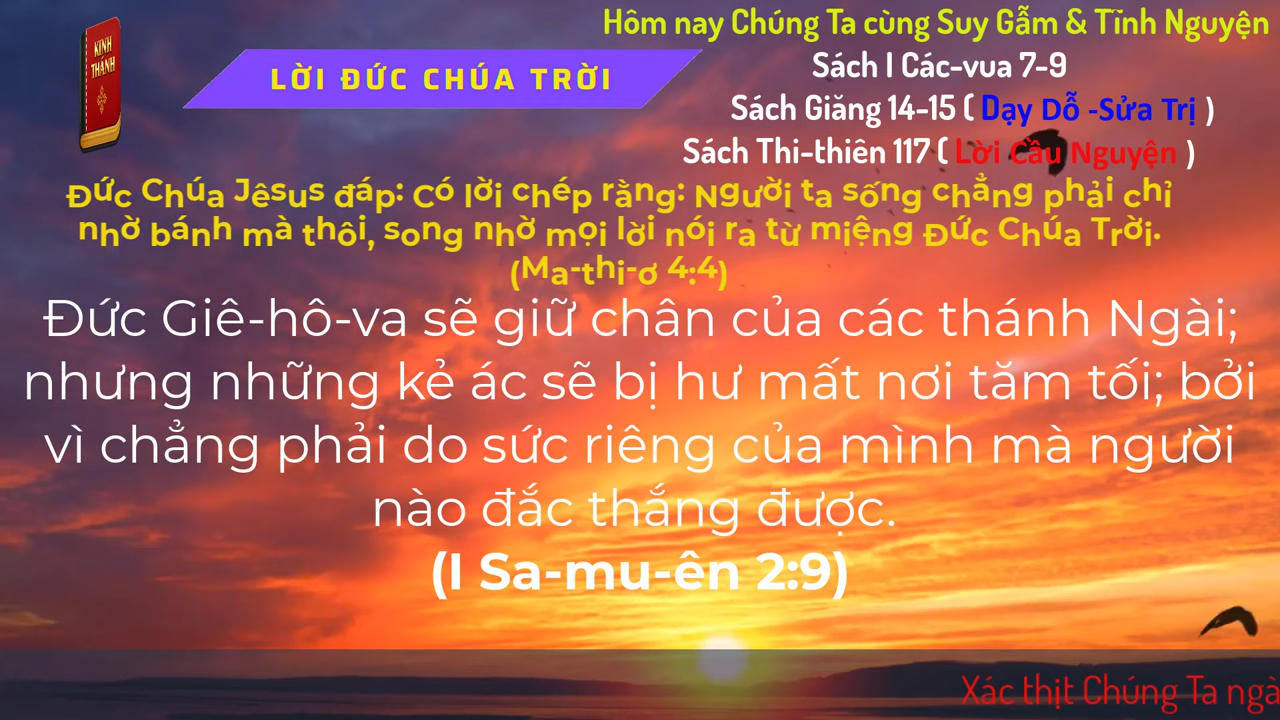 KINH
THÁNH
LỜI ĐỨC CHÚA TRỜI
Hôm nay Chúng Ta cùng Suy Gẫm & Tĩnh Nguyện
Sách I Các-vua 7-9
Sách Giăng 14-15 ( Dạy Dỗ -Sửa Trị )
Sách Thi-thiên 117 ( Lời Cầu Nguyện )
Đức Chúa Jêsus đáp: Có lời chép rằng: Người ta sống chẳng phải chỉ
nhờ bánh mà thôi, song nhờ mọi lời nói ra từ miệng Đức Chúa Trời.
(Ma-thi-ơ 4:4)
Đức Giê-hô-va sẽ giữ chân của các thánh Ngài;
nhưng những kẻ ác sẽ bị hư mất nơi tăm tối; bởi
vì chẳng phải do sức riêng của mình mà người
nào đắc thắng được.
(I Sa-mu-ên 2:9)
Xác thịt Chúng Ta ngà